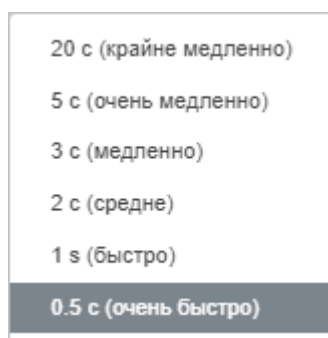 20 с (крайне медленно)
5 с (очень медленно)
3 с (медленно)
2 с (средне)
1 s (быстро)
0.5 с (очень быстро)